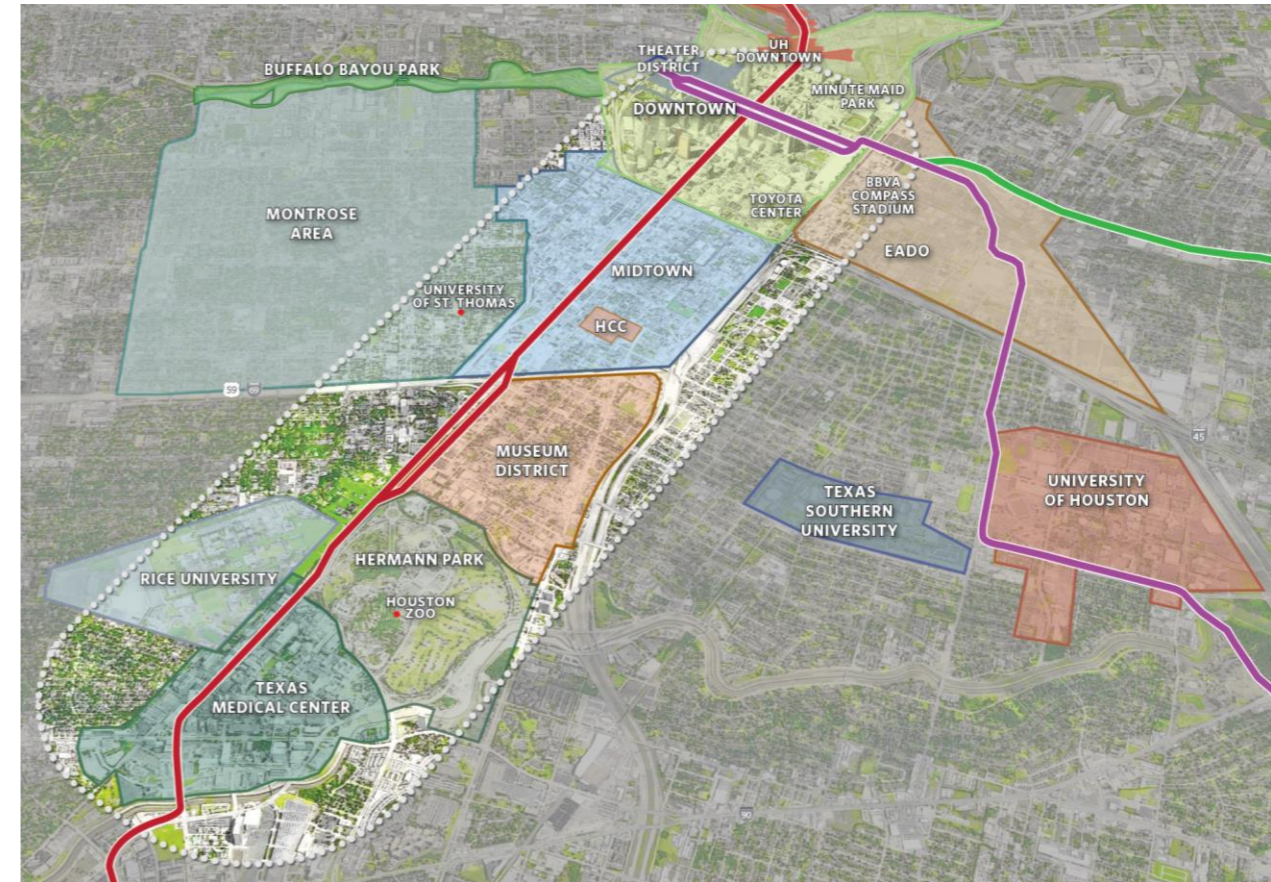 THEATER
DISTRICT
UH
DOWNTOWN
BUFFALO BAYOU PARK
MINUTE MAID
PARK
DOWNTOWN
BBVA
COMPASS
STADIUM
TOYOTA
CENTER
MONTROSE
AREA
EADO
MIDTOWN
UNIVERSITY
OF ST. THOMAS
HCC
59
45
MUSEUM
DISTRICT
UNIVERSITY
OF HOUSTON
TEXAS
SOUTHERN
UNIVERSITY
HERMANN PARK
RICE UNIVERSITY
HOUSTON
ZOO
TEXAS
MEDICAL CENTER
90